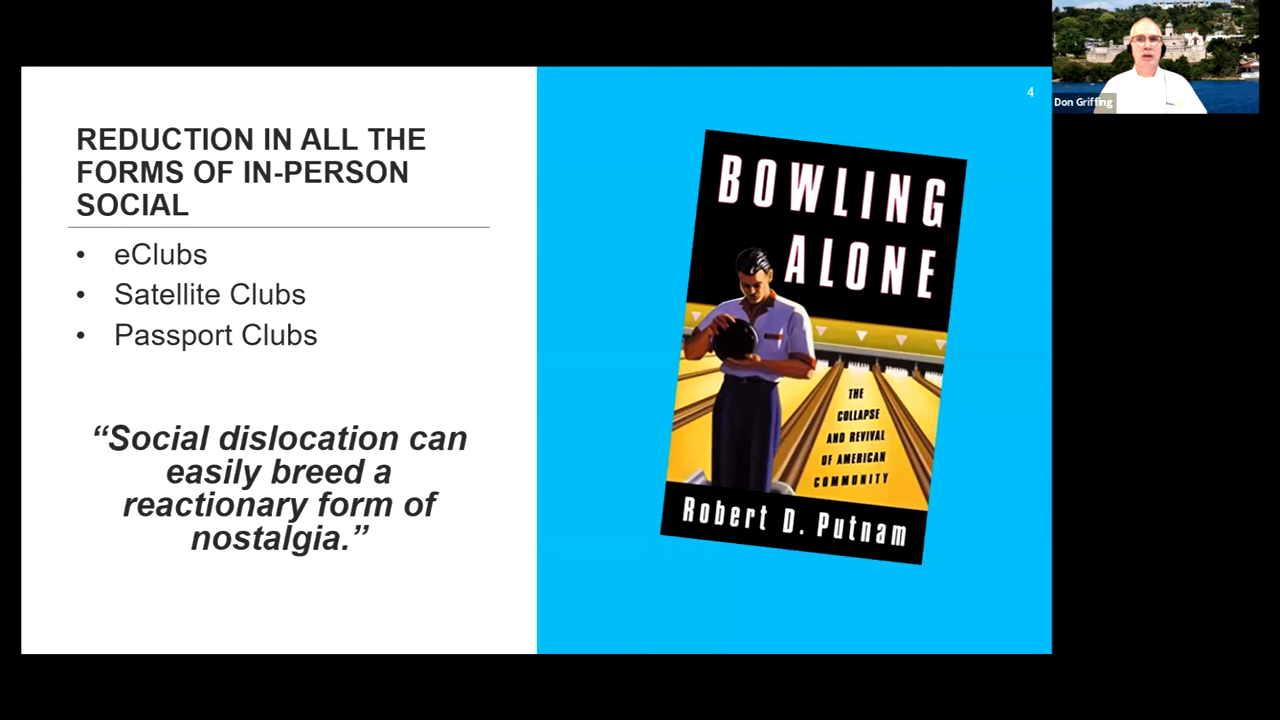 REDUCTION IN ALL THE
FORMS OF IN-PERSON
SOCIAL
• eClubs
• Satellite Clubs
• Passport Clubs
“Social dislocation can
easily breed a
reactionary form of
nostalgia.”
4
BOWLING
ALONE
THE
COLLAPSE
AND REVIVAL
OF AMERICAN
COMMUNITY
Robert D. Putnam
Don Griffing